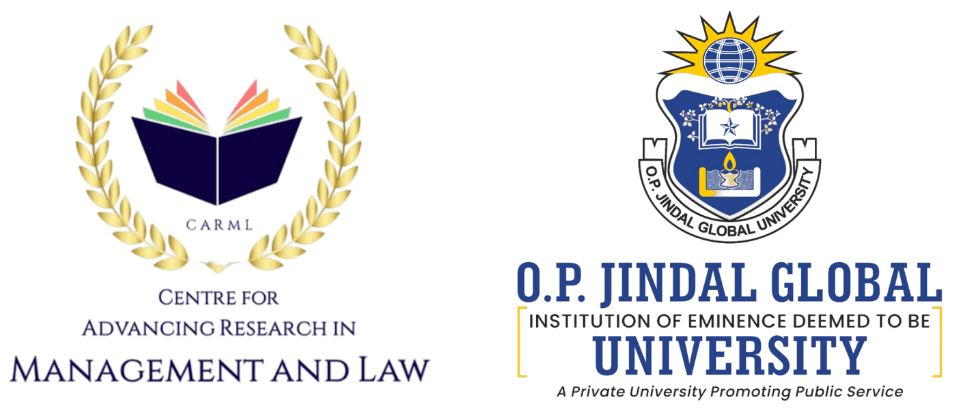 CARML
CENTRE FOR
ADVANCING RESEARCH IN
MANAGEMENT AND LAW
O.P. JINDAL GLOBAL UNIVERSITY
O.P. JINDAL GLOBAL
INSTITUTION OF EMINENCE DEEMED TO BE
UNIVERSITY
A Private University Promoting Public Service